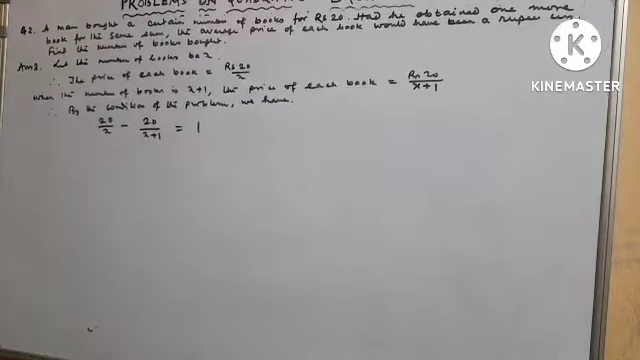 PROBLEMS ON QUADRATIC
Q2. A man bought a certain number of books for Rs 20. Had he obtained one more
book for the same sum, the average price of each book would have been a rupee less.
Find the number of books bought.
Ans 2. Let the number of books be x
∴ The price of each book = Rs 20/x
When the number of books is x+1, the price of each book = Rs 20/x+1
∴ By the condition of the problem, we have.
20/x - 20/x+1 = 1
KINEMASTER